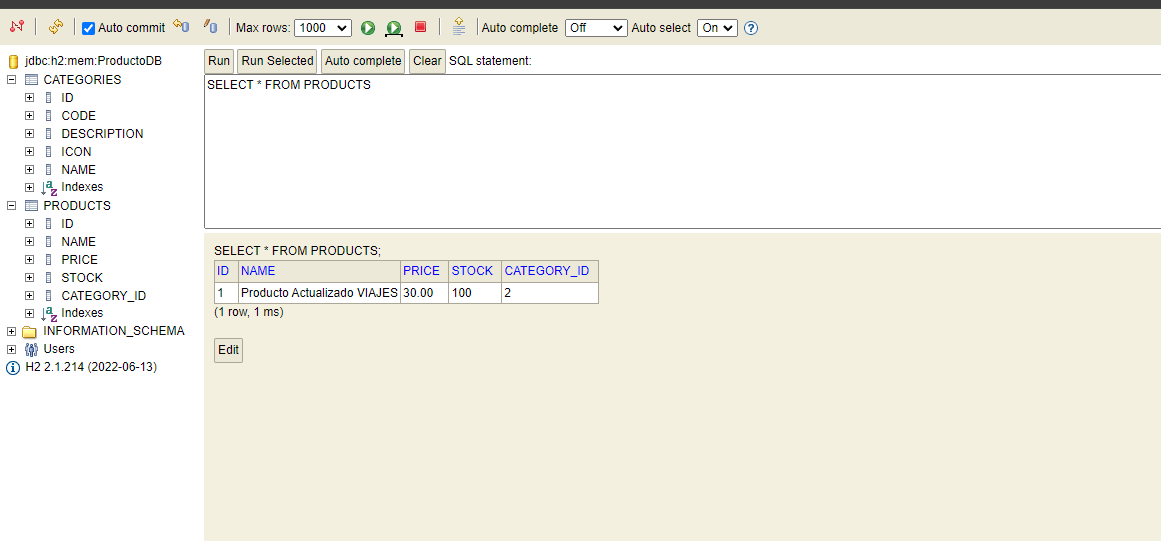 Auto commit Max rows: 1000 Auto complete Off Auto select On ?
jdbc:h2:mem:ProductoDB
CATEGORIES
ID
CODE
DESCRIPTION
ICON
NAME
Indexes
PRODUCTS
ID
NAME
PRICE
STOCK
CATEGORY_ID
Indexes
INFORMATION_SCHEMA
Users
H2 2.1.214 (2022-06-13)
Run Run Selected Auto complete Clear SQL statement:
SELECT * FROM PRODUCTS
SELECT * FROM PRODUCTS;
ID NAME PRICE STOCK CATEGORY_ID
1 Producto Actualizado VIAJES 30.00 100 2
(1 row, 1 ms)
Edit